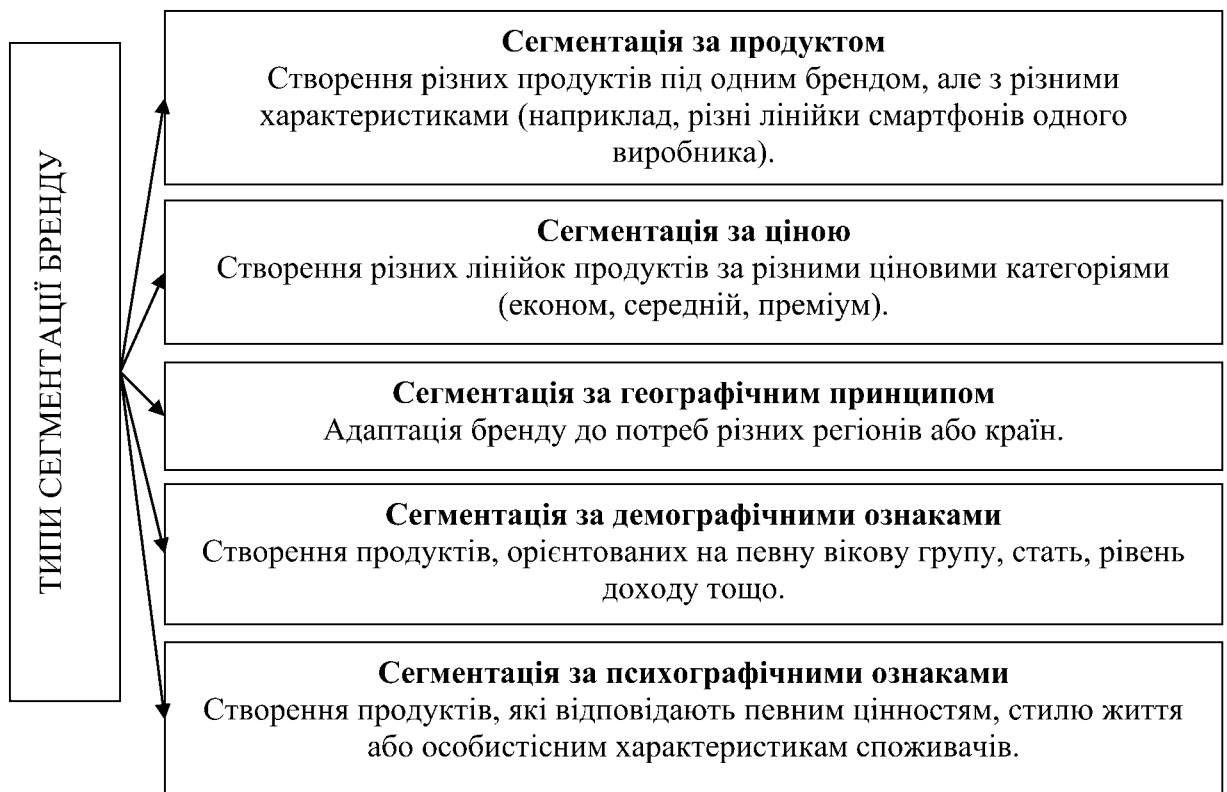 ТИПИ СЕГМЕНТАЦІЇ БРЕНДУ
Сегментація за продуктом
Створення різних продуктів під одним брендом, але з різними
характеристиками (наприклад, різні лінійки смартфонів одного
виробника).
Сегментація за ціною
Створення різних лінійок продуктів за різними ціновими категоріями
(економ, середній, преміум).
Сегментація за географічним принципом
Адаптація бренду до потреб різних регіонів або країн.
Сегментація за демографічними ознаками
Створення продуктів, орієнтованих на певну вікову групу, стать, рівень
доходу тощо.
Сегментація за психографічними ознаками
Створення продуктів, які відповідають певним цінностям, стилю життя
або особистісним характеристикам споживачів.